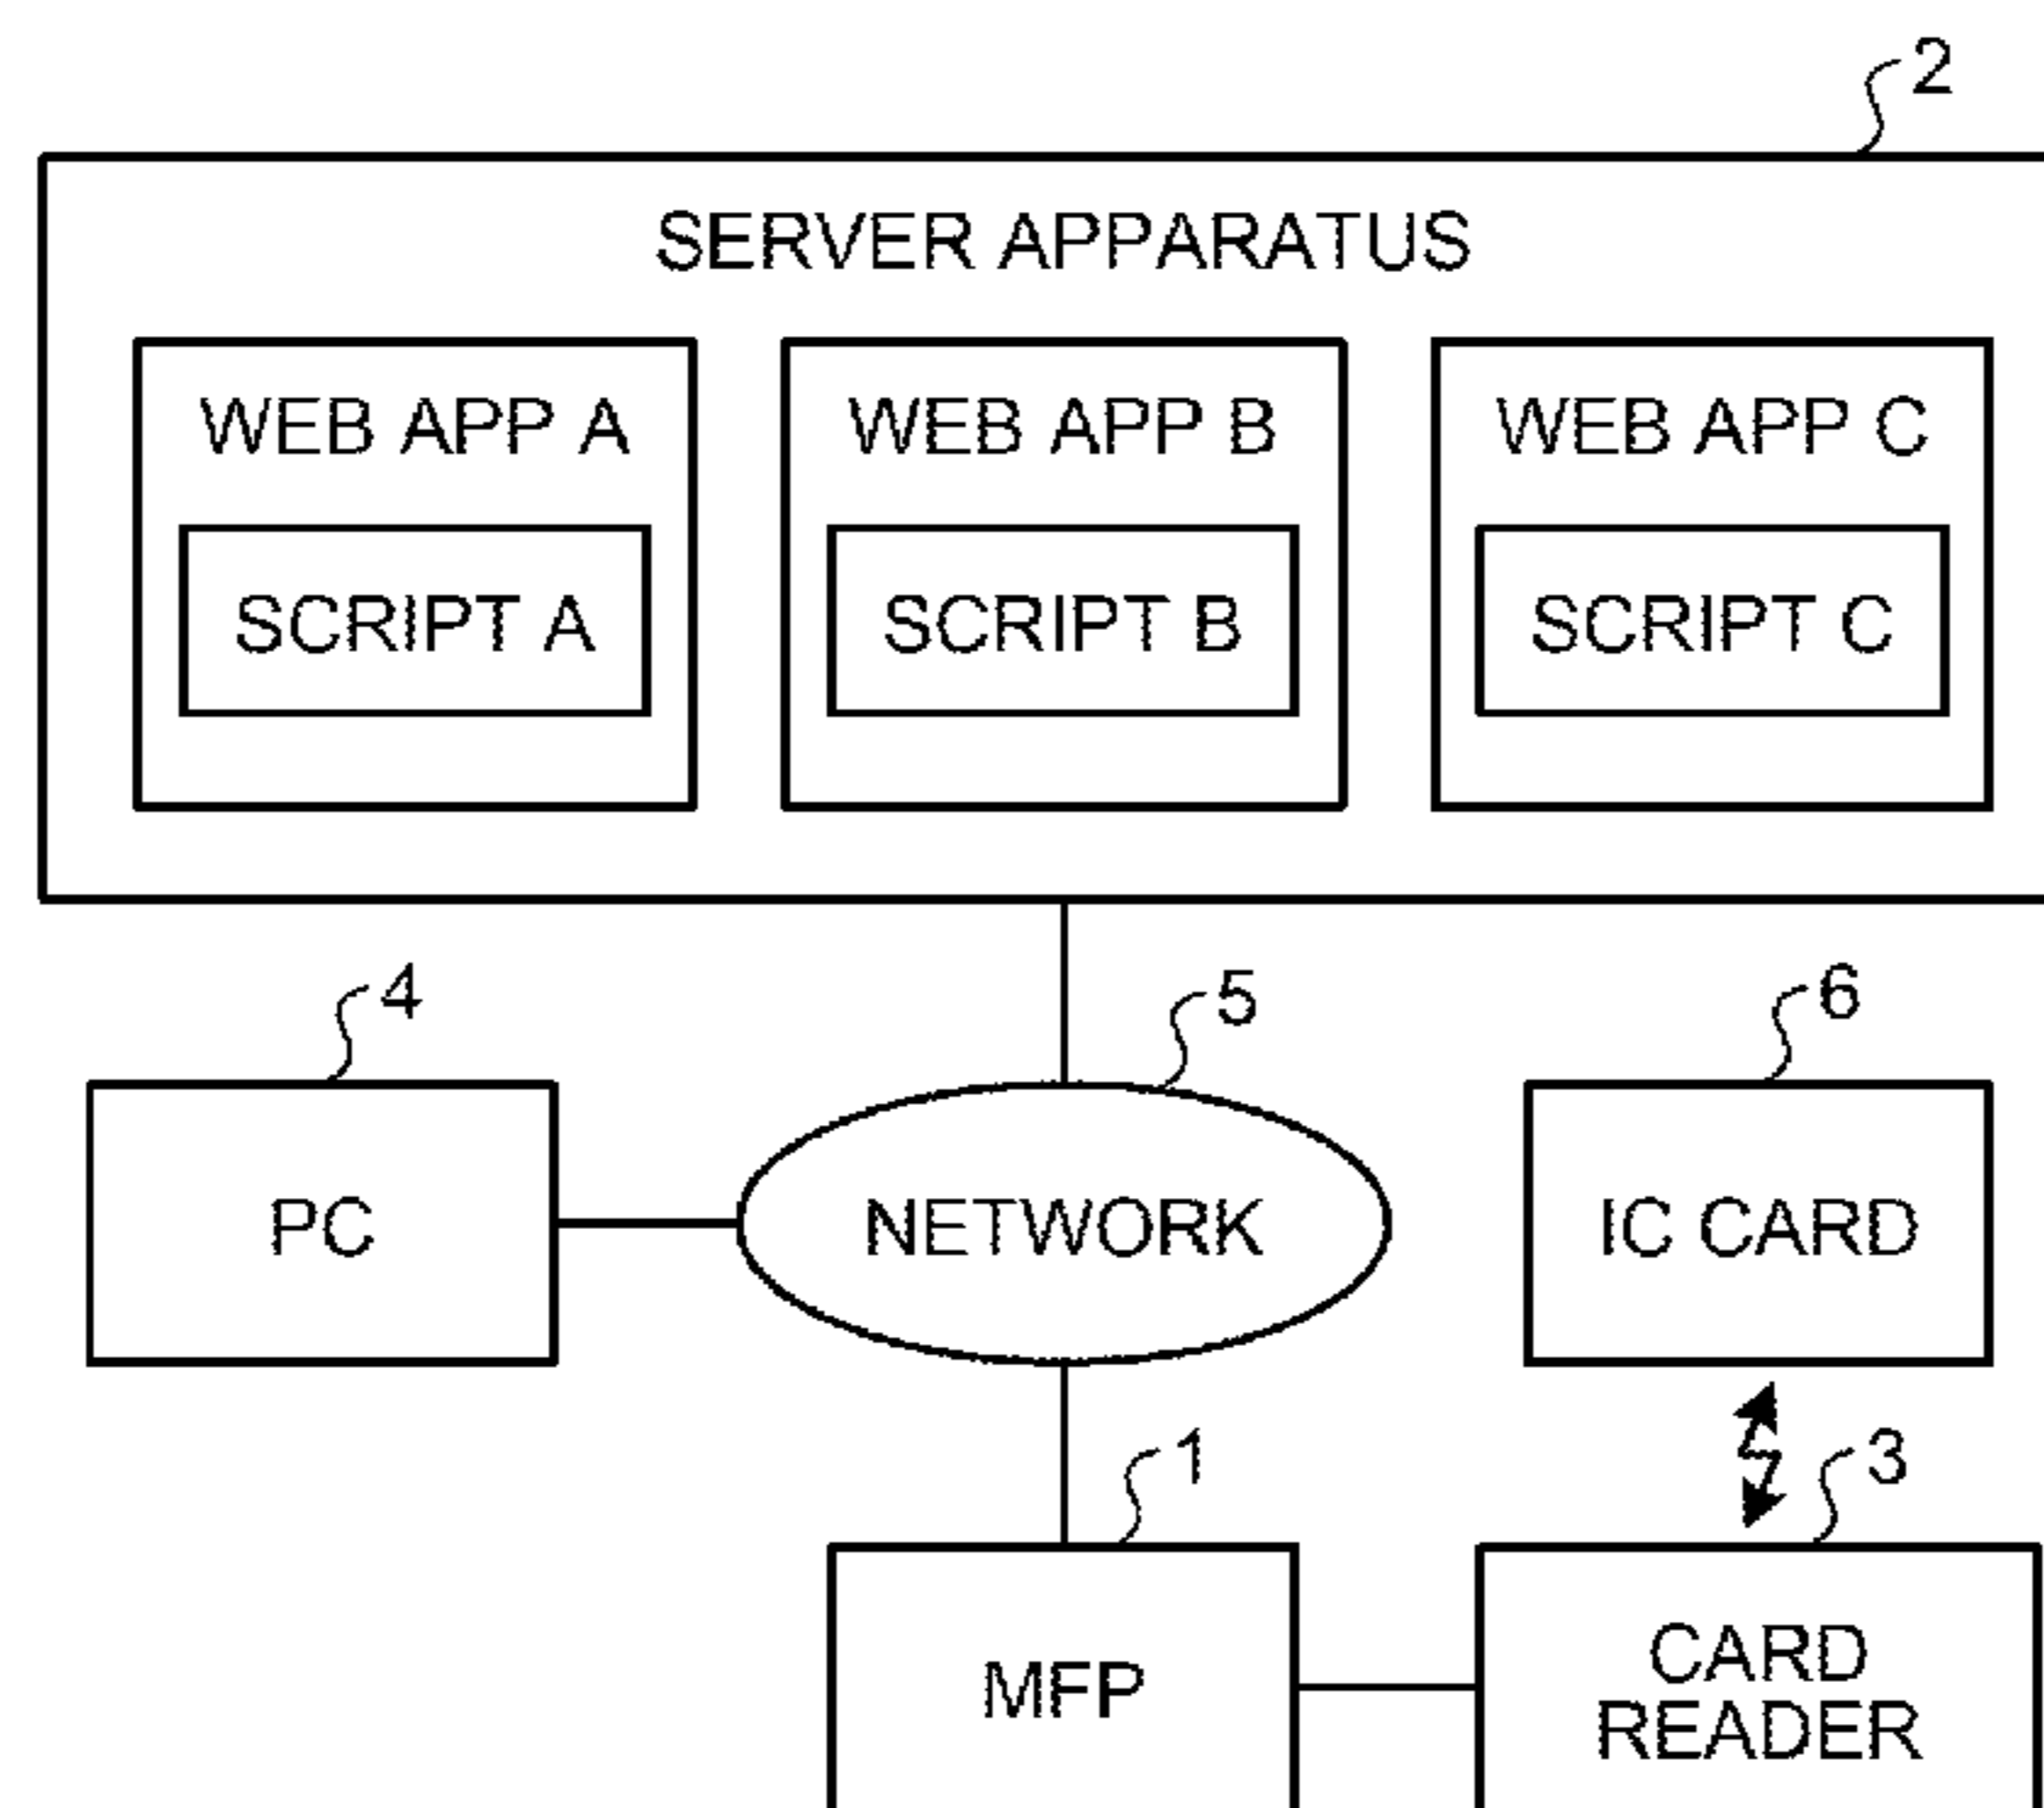 2
SERVER APPARATUS
WEB APP A
WEB APP B
WEB APP C
SCRIPT A
SCRIPT B
SCRIPT C
4
5
6
PC
NETWORK
IC CARD
1
3
MFP
CARD
READER